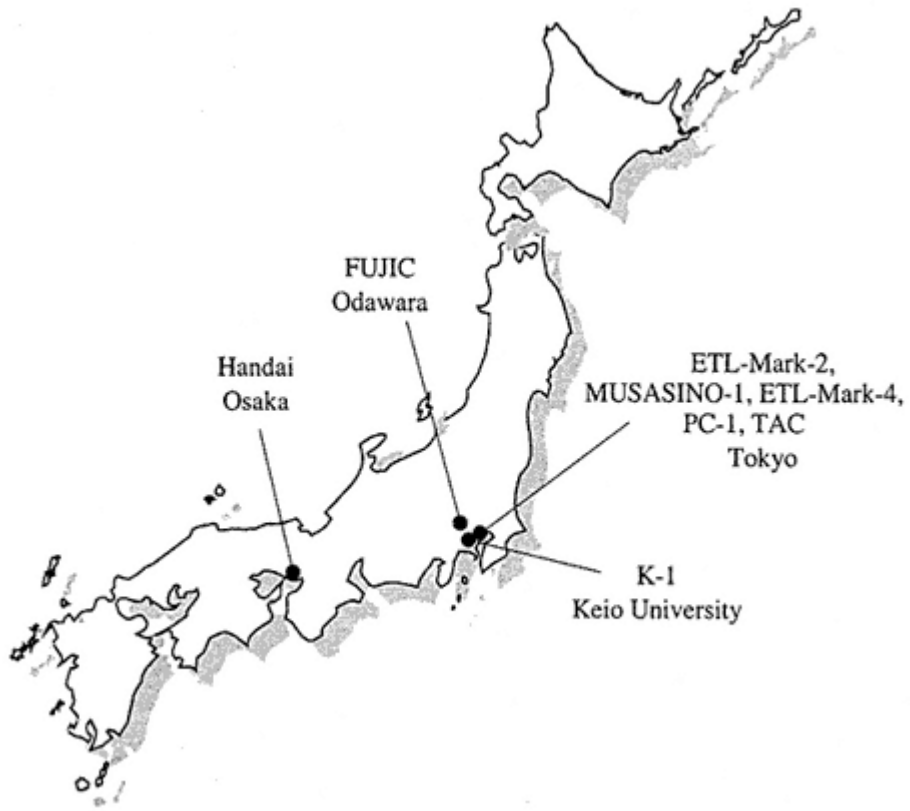 FUJIC
Odawara
Handai
Osaka
ETL-Mark-2,
MUSASINO-1, ETL-Mark-4,
PC-1, TAC
Tokyo
K-1
Keio University